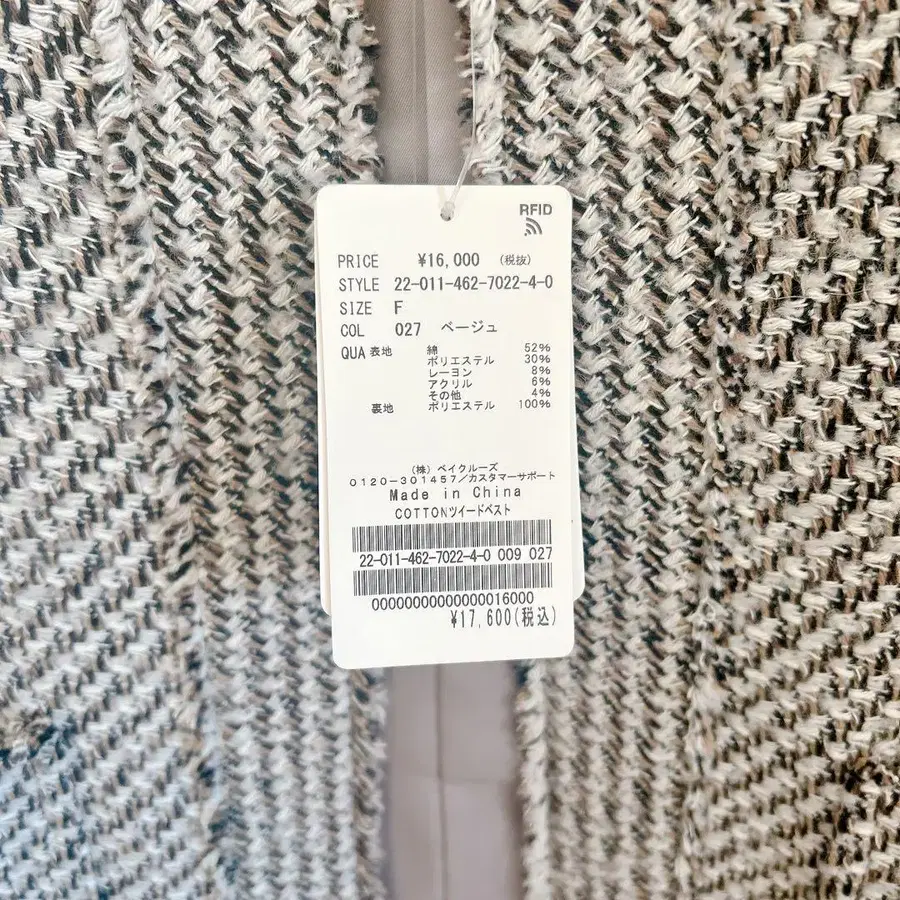 RFID
PRICE ¥16,000 (税抜)
STYLE 22-011-462-7022-4-0
SIZE F
COL 027 ベージュ
QUA 表地 綿 52%
ポリエステル 30%
レーヨン 8%
アクリル 6%
その他 4%
裏地 ポリエステル 100%
(株) ベイクルーズ
0120-301457/カスタマーサポート
Made in China
COTTONツイードベスト
22-011-462-7022-4-0 009 027
00000000000000016000
¥17,600(税込)